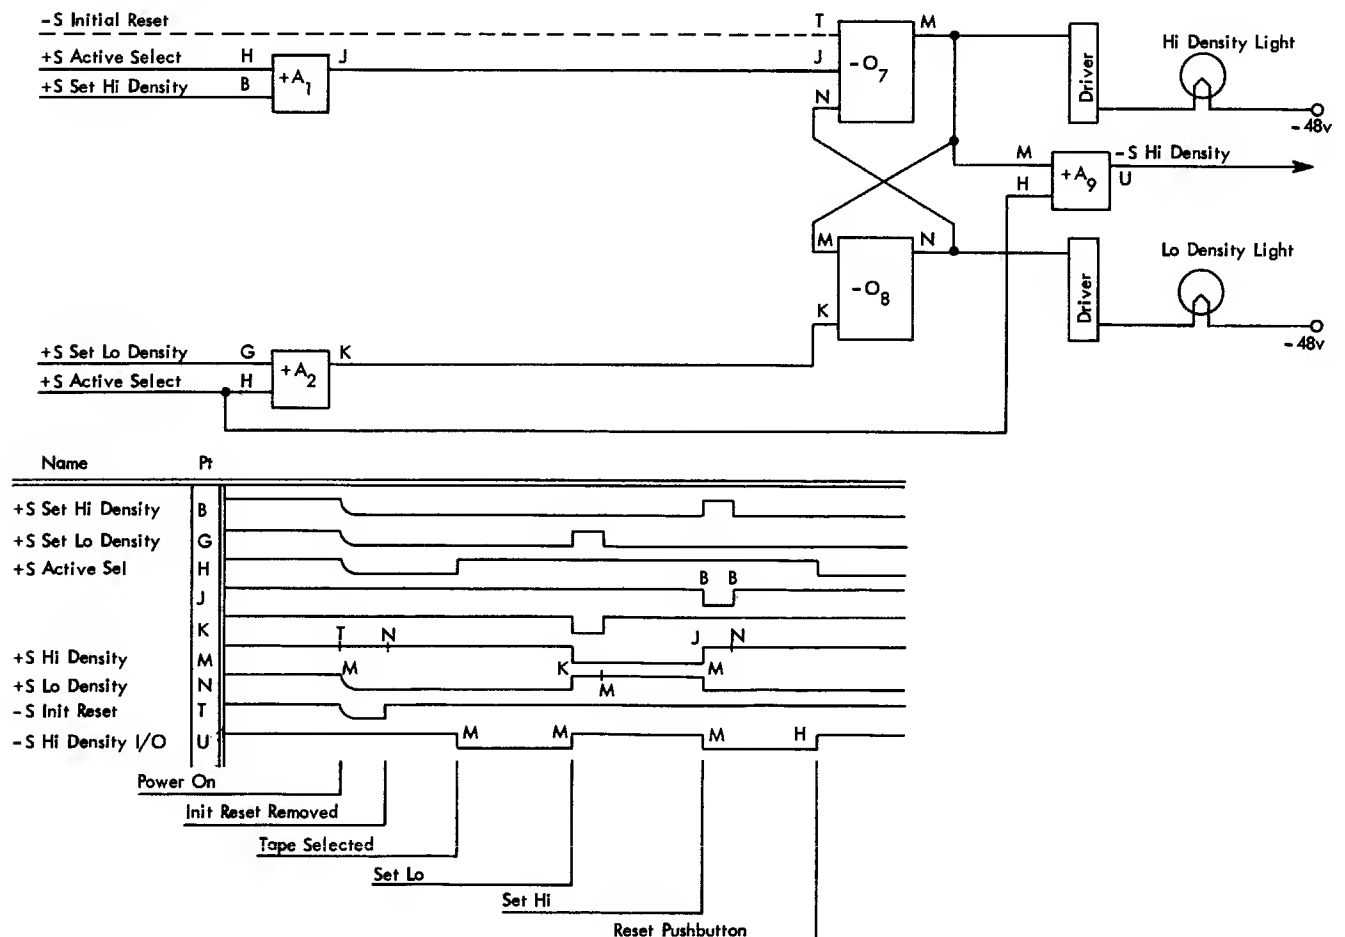 -S Initial Reset T M
+S Active Select H J J -O7 Hi Density Light
+S Set Hi Density B +A1 N Driver
-48v
M -S Hi Density
H +A9 U
M N Lo Density Light
-O8 Driver
K
+S Set Lo Density G K -48v
+S Active Select H +A2
Name Pt
+S Set Hi Density B
+S Set Lo Density G
+S Active Sel H
B B
J
K
T N J N
+S Hi Density M M K M
+S Lo Density N M
-S Init Reset T
-S Hi Density I/O U M M M H
Power On
Init Reset Removed
Tape Selected
Set Lo
Set Hi
Reset Pushbutton